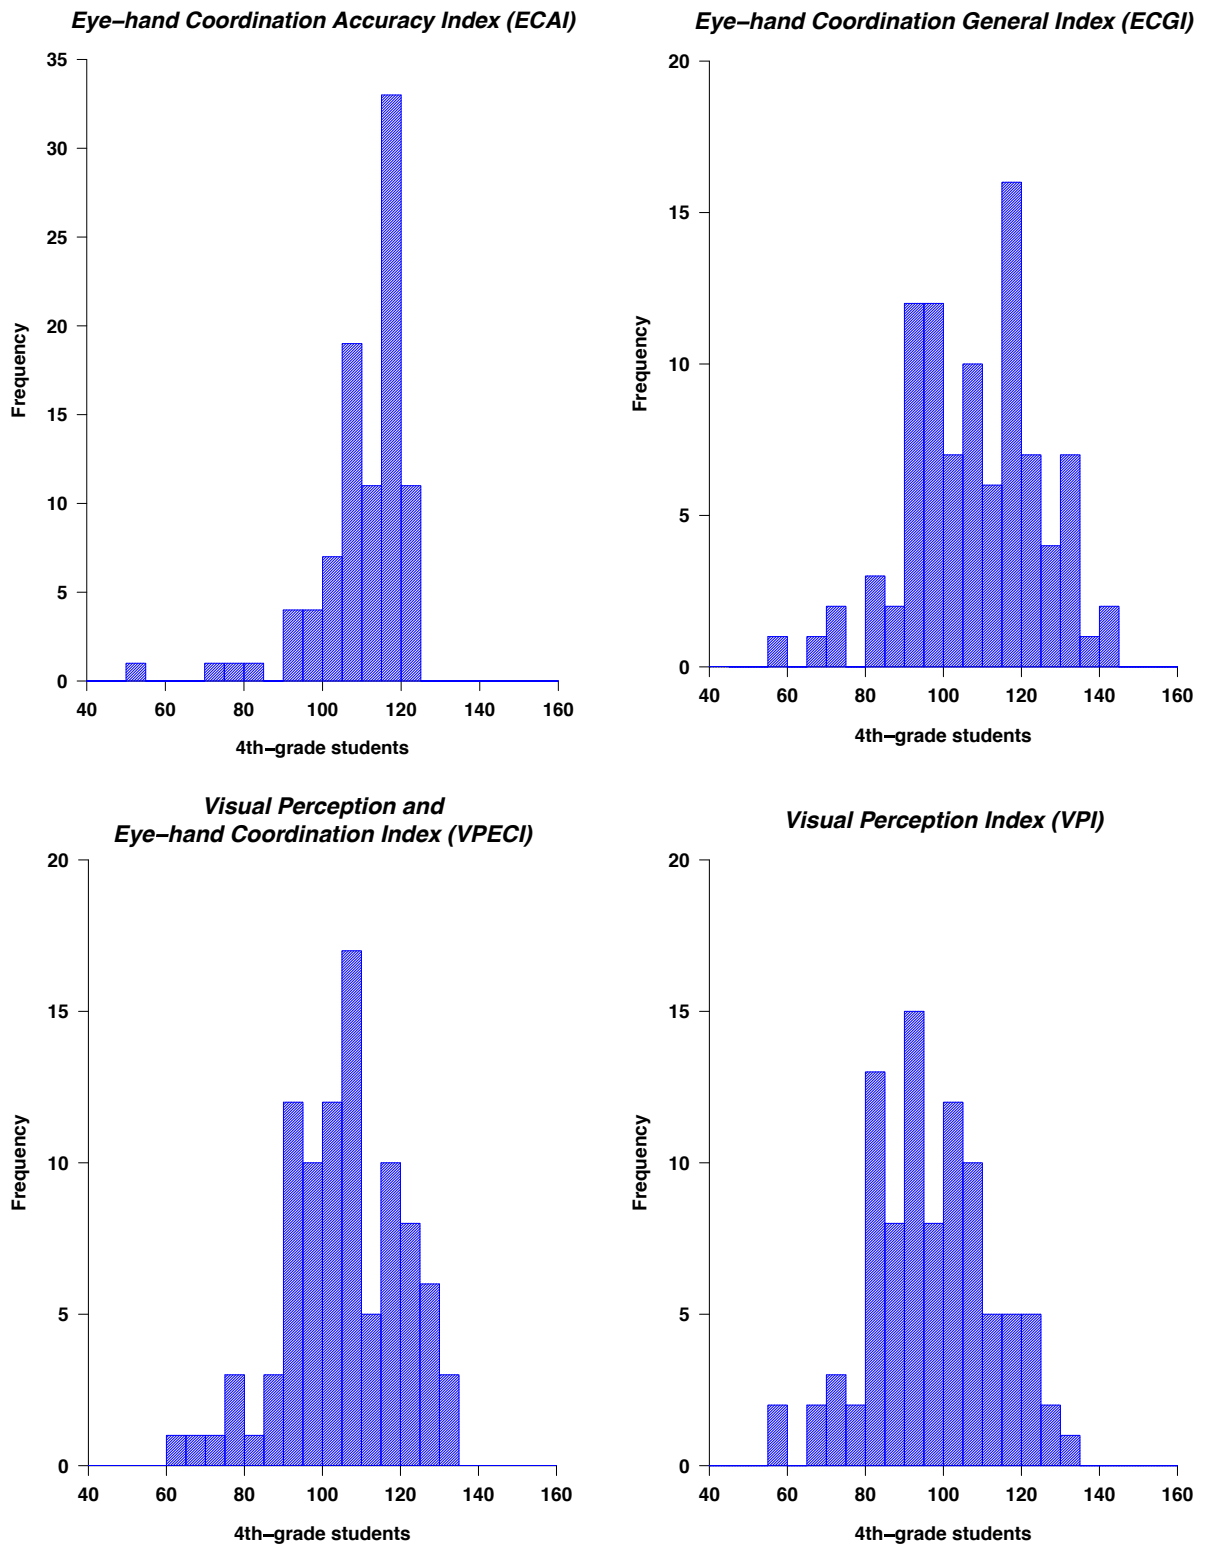 Eye–hand Coordination Accuracy Index (ECAI)
35
30
25
20
15
10
5
0
Frequency
40 60 80 100 120 140 160
4th–grade students
Eye–hand Coordination General Index (ECGI)
20
15
10
5
0
Frequency
40 60 80 100 120 140 160
4th–grade students
Visual Perception and
Eye–hand Coordination Index (VPECI)
20
15
10
5
0
Frequency
40 60 80 100 120 140 160
4th–grade students
Visual Perception Index (VPI)
20
15
10
5
0
Frequency
40 60 80 100 120 140 160
4th–grade students